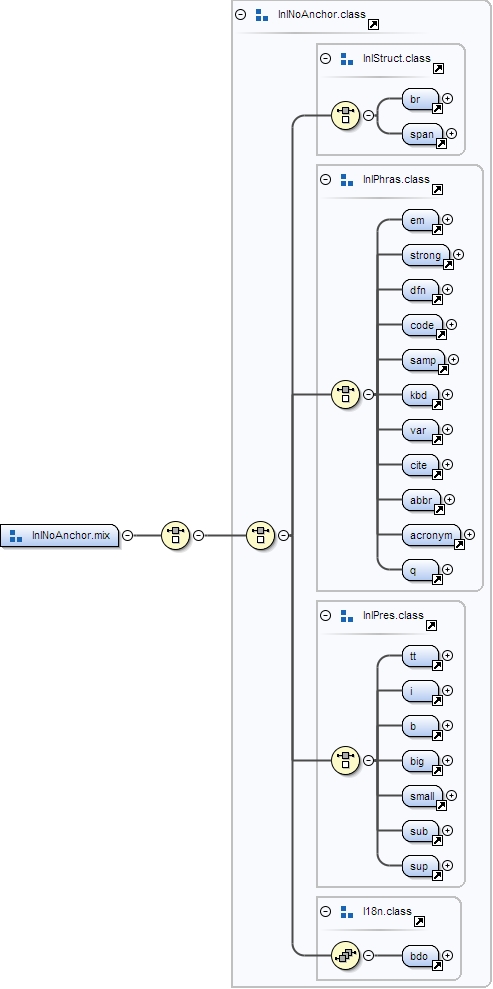 InlNoAnchor.class
InlStruct.class
br
span
InlPhras.class
em
strong
dfn
code
samp
kbd
var
cite
abbr
InlNoAnchor.mix
acronym
q
InlPres.class
tt
i
b
big
small
sub
sup
I18n.class
bdo